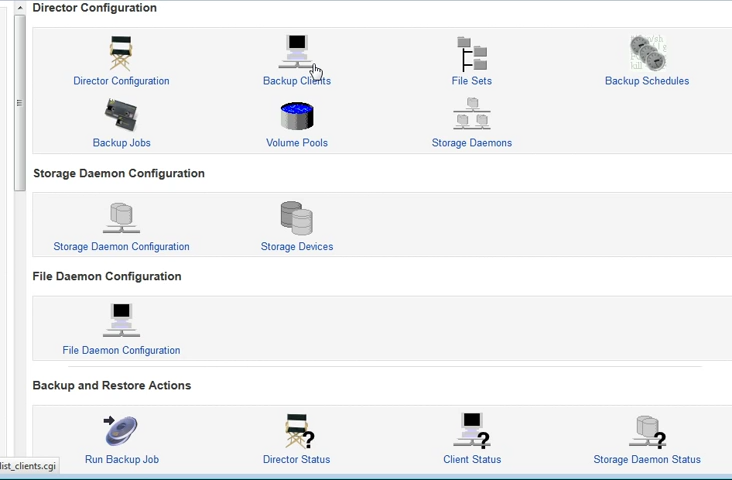 Director Configuration
Director Configuration
Backup Clients
File Sets
Backup Schedules
Backup Jobs
Volume Pools
Storage Daemons
Storage Daemon Configuration
Storage Daemon Configuration
Storage Devices
File Daemon Configuration
File Daemon Configuration
Backup and Restore Actions
Run Backup Job
Director Status
Client Status
Storage Daemon Status
list_clients.cgi